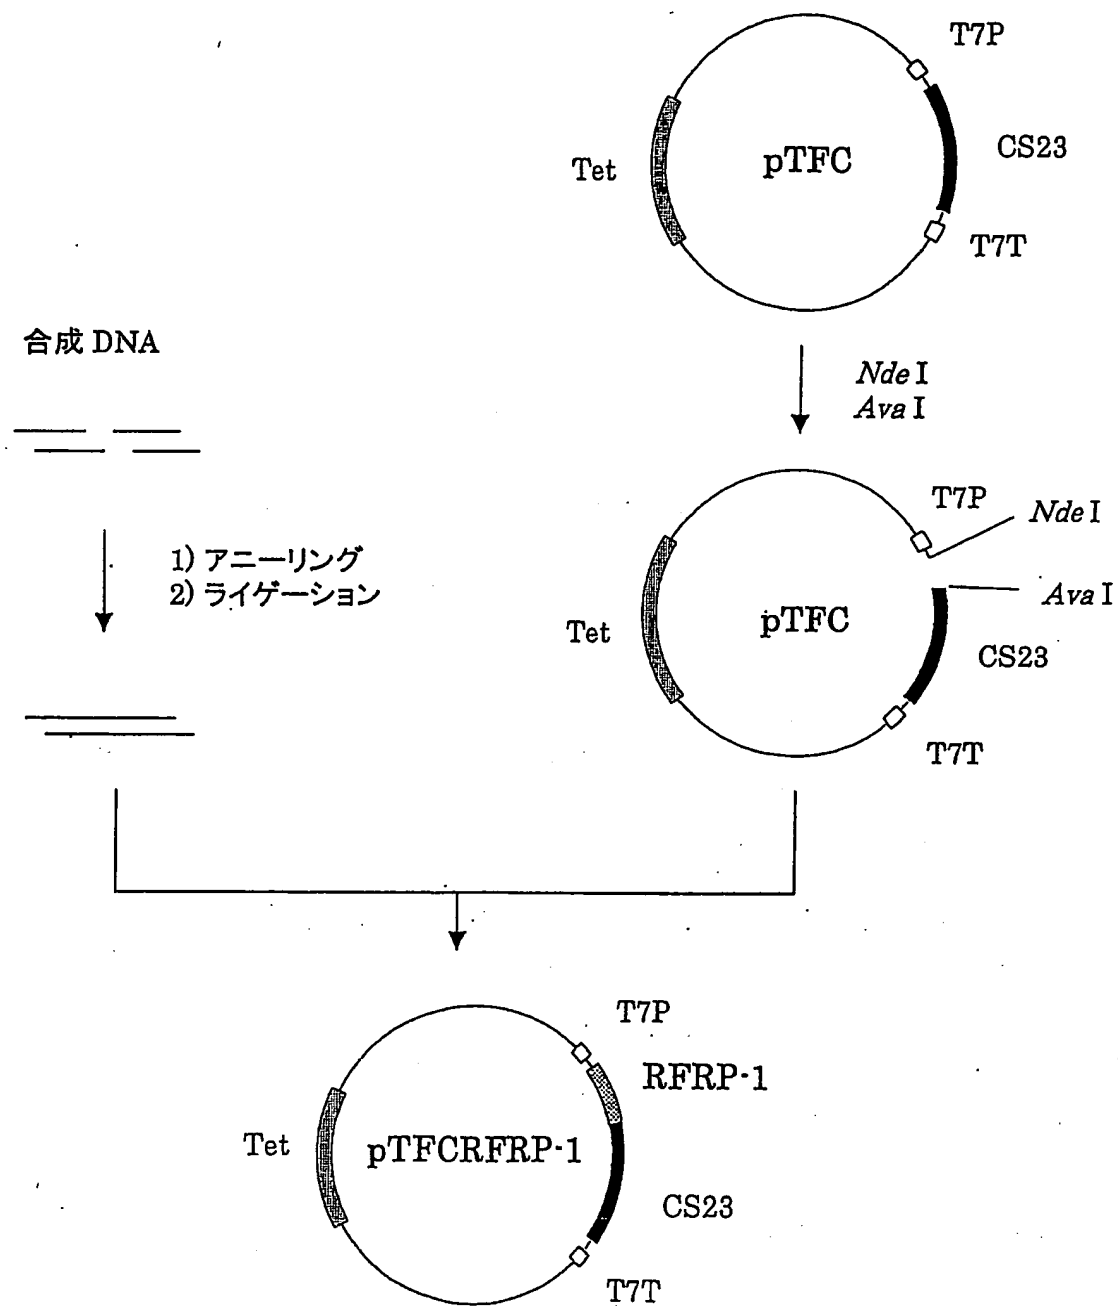 T7P
Tet
pTFC
CS23
T7T
合成 DNA
Nde I
Ava I
1) アニーリング
2) ライゲーション
T7P
Nde I
Ava I
Tet
pTFC
CS23
T7T
T7P
RFRP-1
Tet
pTFCRFRP-1
CS23
T7T